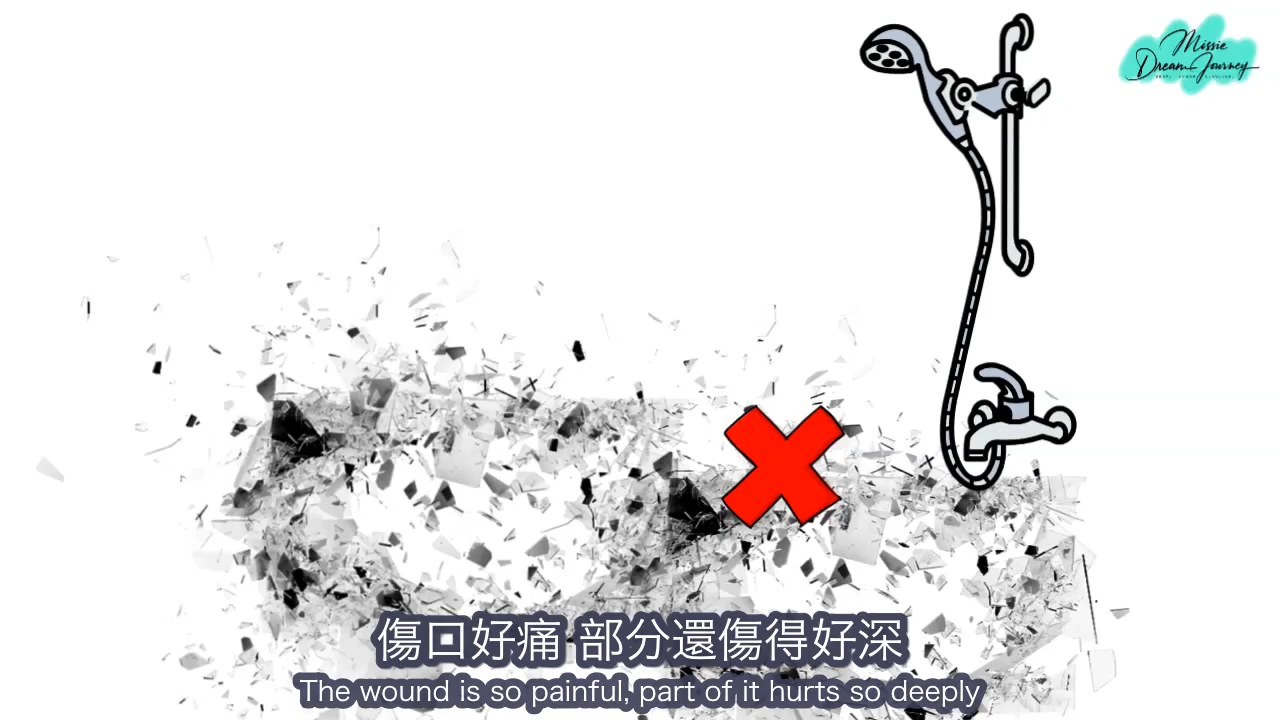 Missie
Dream Journey
傷口好痛 部分還傷得好深
The wound is so painful, part of it hurts so deeply